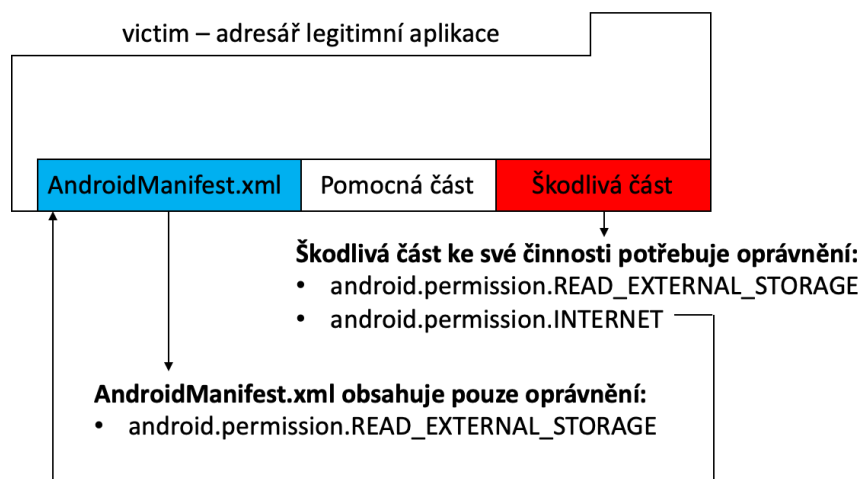 victim – adresář legitimní aplikace
AndroidManifest.xml Pomocná část Škodlivá část
Škodlivá část ke své činnosti potřebuje oprávnění:
• android.permission.READ_EXTERNAL_STORAGE
• android.permission.INTERNET
AndroidManifest.xml obsahuje pouze oprávnění:
• android.permission.READ_EXTERNAL_STORAGE